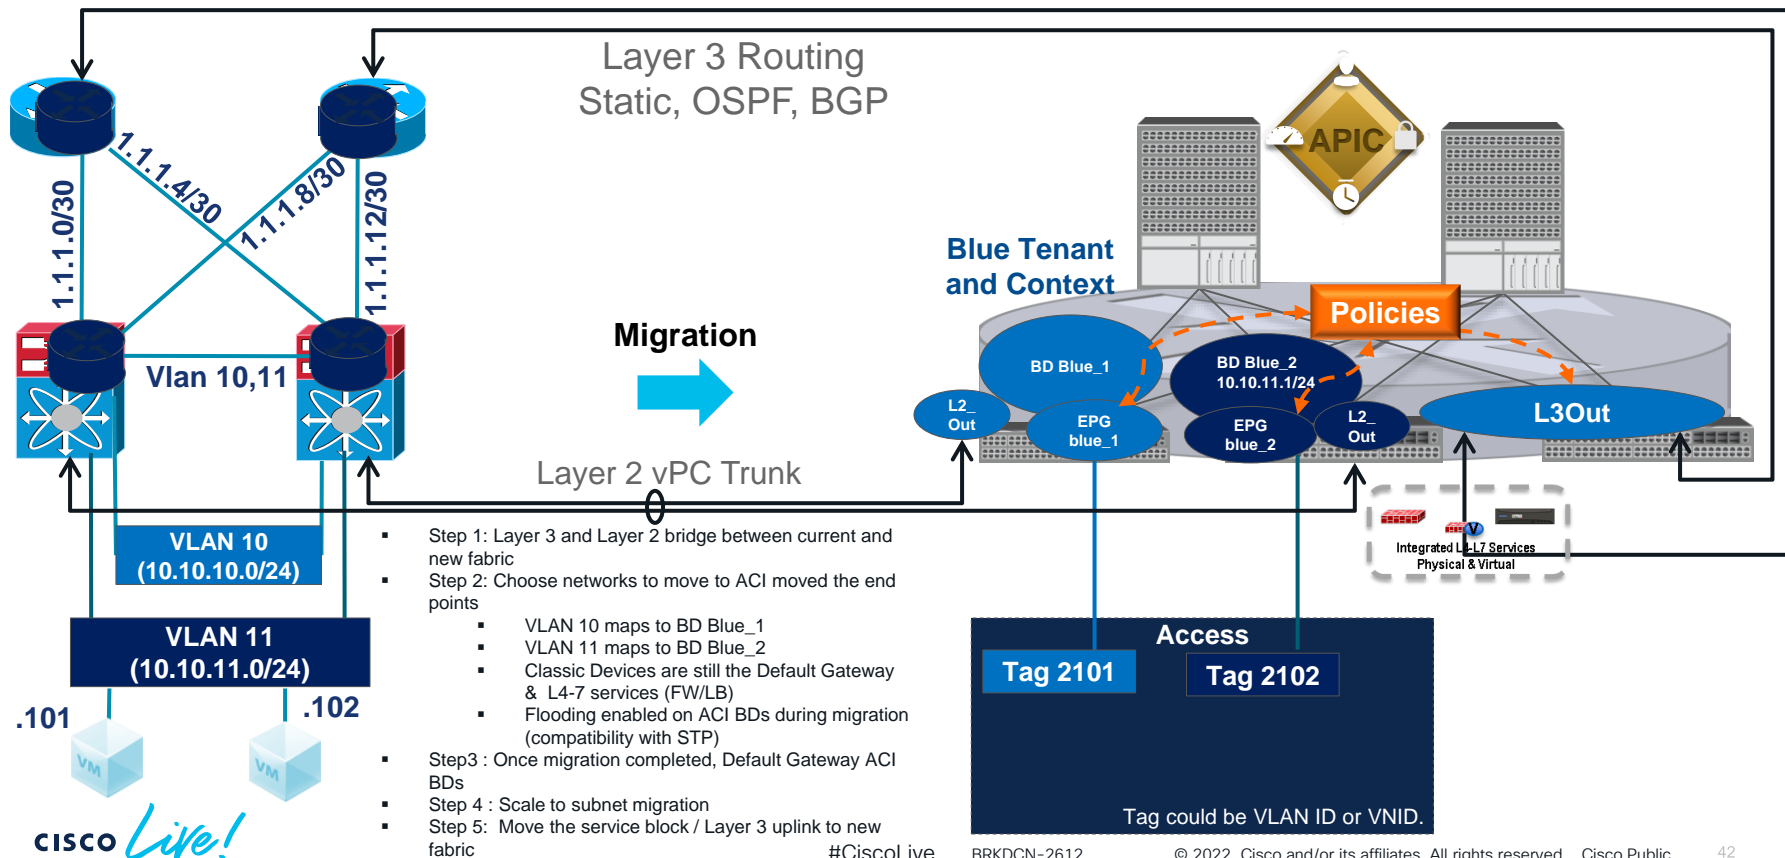 Layer 3 Routing
Static, OSPF, BGP
1.1.1.0/30
1.1.1.4/30
1.1.1.8/30
1.1.1.12/30
Vlan 10,11
Migration
Layer 2 vPC Trunk
VLAN 10
(10.10.10.0/24)
VLAN 11
(10.10.11.0/24)
.101
.102
VM
VM
▪ Step 1: Layer 3 and Layer 2 bridge between current and
new fabric
▪ Step 2: Choose networks to move to ACI moved the end
points
▪ VLAN 10 maps to BD Blue_1
▪ VLAN 11 maps to BD Blue_2
▪ Classic Devices are still the Default Gateway
& L4-7 services (FW/LB)
▪ Flooding enabled on ACI BDs during migration
(compatibility with STP)
▪ Step3 : Once migration completed, Default Gateway ACI
BDs
▪ Step 4 : Scale to subnet migration
▪ Step 5: Move the service block / Layer 3 uplink to new
fabric
APIC
Blue Tenant
and Context
Policies
BD Blue_1
BD Blue_2
10.10.11.1/24
L2_
Out
EPG
blue_1
EPG
blue_2
L2_
Out
L3Out
V
Integrated L4-L7 Services
Physical & Virtual
Access
Tag 2101
Tag 2102
Tag could be VLAN ID or VNID.
CISCO Live!
#CiscoLive
BRKDCN-2612
© 2022 Cisco and/or its affiliates. All rights reserved. Cisco Public
42